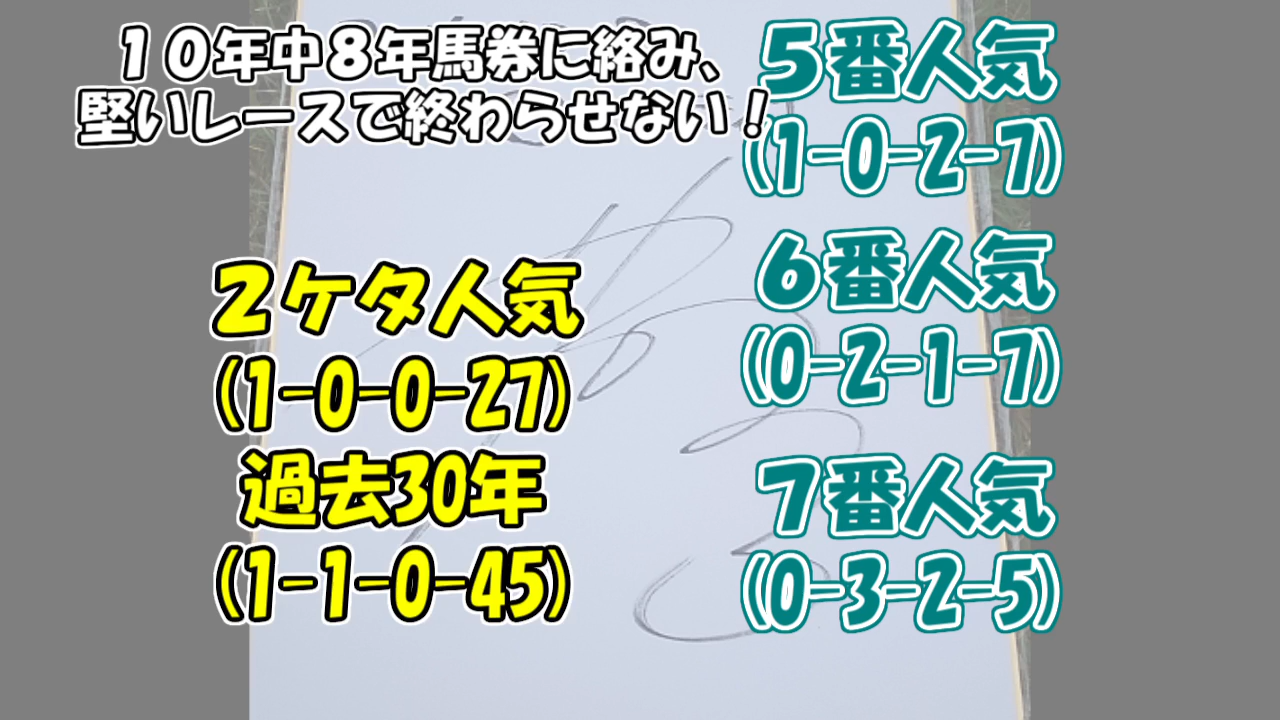 １０年中８年馬券に絡み、
堅いレースで終わらせない！
２ケタ人気
(1-0-0-27)
過去30年
(1-1-0-45)
５番人気
(1-0-2-7)
６番人気
(0-2-1-7)
７番人気
(0-3-2-5)